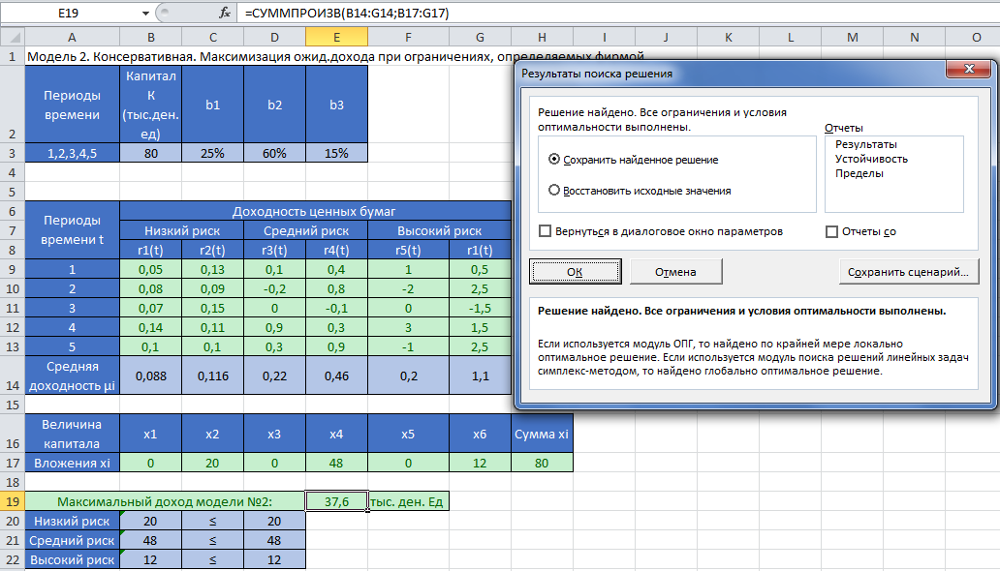 E19 fx =СУММПРОИЗВ(B14:G14;B17:G17)
A B C D E F G H I J K L M N O
1 Модель 2. Консервативная. Максимизация ожид.дохода при ограничениях, определяемых фирмой
2 Периоды времени Капитал К (тыс.ден. ед) b1 b2 b3
3 1,2,3,4,5 80 25% 60% 15%
4
5
6 Периоды времени t Доходность ценных бумаг
7 Низкий риск Средний риск Высокий риск
8 r1(t) r2(t) r3(t) r4(t) r5(t) r1(t)
9 1 0,05 0,13 0,1 0,4 1 0,5
10 2 0,08 0,09 -0,2 0,8 -2 2,5
11 3 0,07 0,15 0 -0,1 0 -1,5
12 4 0,14 0,11 0,9 0,3 3 1,5
13 5 0,1 0,1 0,3 0,9 -1 2,5
14 Средняя доходность µi 0,088 0,116 0,22 0,46 0,2 1,1
15
16 Величина капитала x1 x2 x3 x4 x5 x6 Сумма xi
17 Вложения xi 0 20 0 48 0 12 80
18
19 Максимальный доход модели №2: 37,6 тыс. ден. Ед
20 Низкий риск 20 ≤ 20
21 Средний риск 48 ≤ 48
22 Высокий риск 12 ≤ 12
Результаты поиска решения
Решение найдено. Все ограничения и условия
оптимальности выполнены.
Сохранить найденное решение
Восстановить исходные значения
Отчеты
Результаты
Устойчивость
Пределы
Вернуться в диалоговое окно параметров
Отчеты со
ОК Отмена Сохранить сценарий...
Решение найдено. Все ограничения и условия оптимальности выполнены.
Если используется модуль ОПГ, то найдено по крайней мере локально
оптимальное решение. Если используется модуль поиска решений линейных задач
симплекс-методом, то найдено глобально оптимальное решение.